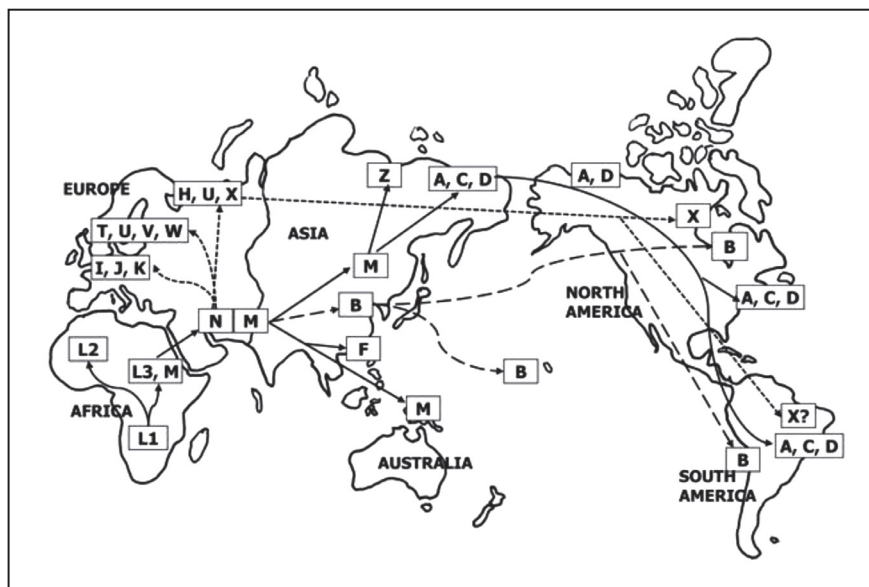 EUROPE
H, U, X
Z
A, C, D
A, D
T, U, V, W
ASIA
X
I, J, K
M
B
N
M
B
NORTH
AMERICA
A, C, D
L2
L3, M
F
B
AFRICA
M
X?
L1
AUSTRALIA
B
A, C, D
SOUTH
AMERICA